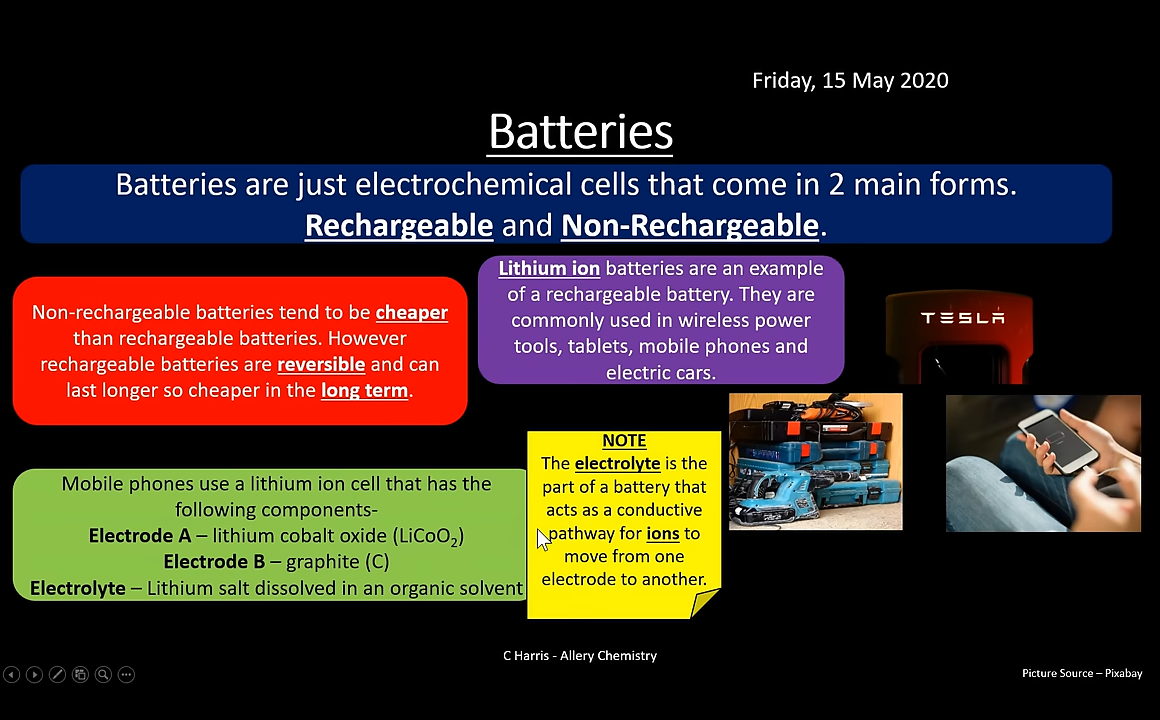 Friday, 15 May 2020
Batteries
Batteries are just electrochemical cells that come in 2 main forms.
Rechargeable and Non-Rechargeable.
Non-rechargeable batteries tend to be cheaper
than rechargeable batteries. However
rechargeable batteries are reversible and can
last longer so cheaper in the long term.
Lithium ion batteries are an example
of a rechargeable battery. They are
commonly used in wireless power
tools, tablets, mobile phones and
electric cars.
TESLA
Mobile phones use a lithium ion cell that has the
following components-
Electrode A – lithium cobalt oxide (LiCoO₂)
Electrode B – graphite (C)
Electrolyte – Lithium salt dissolved in an organic solvent
NOTE
The electrolyte is the
part of a battery that
acts as a conductive
pathway for ions to
move from one
electrode to another.
C Harris - Allery Chemistry
Picture Source – Pixabay